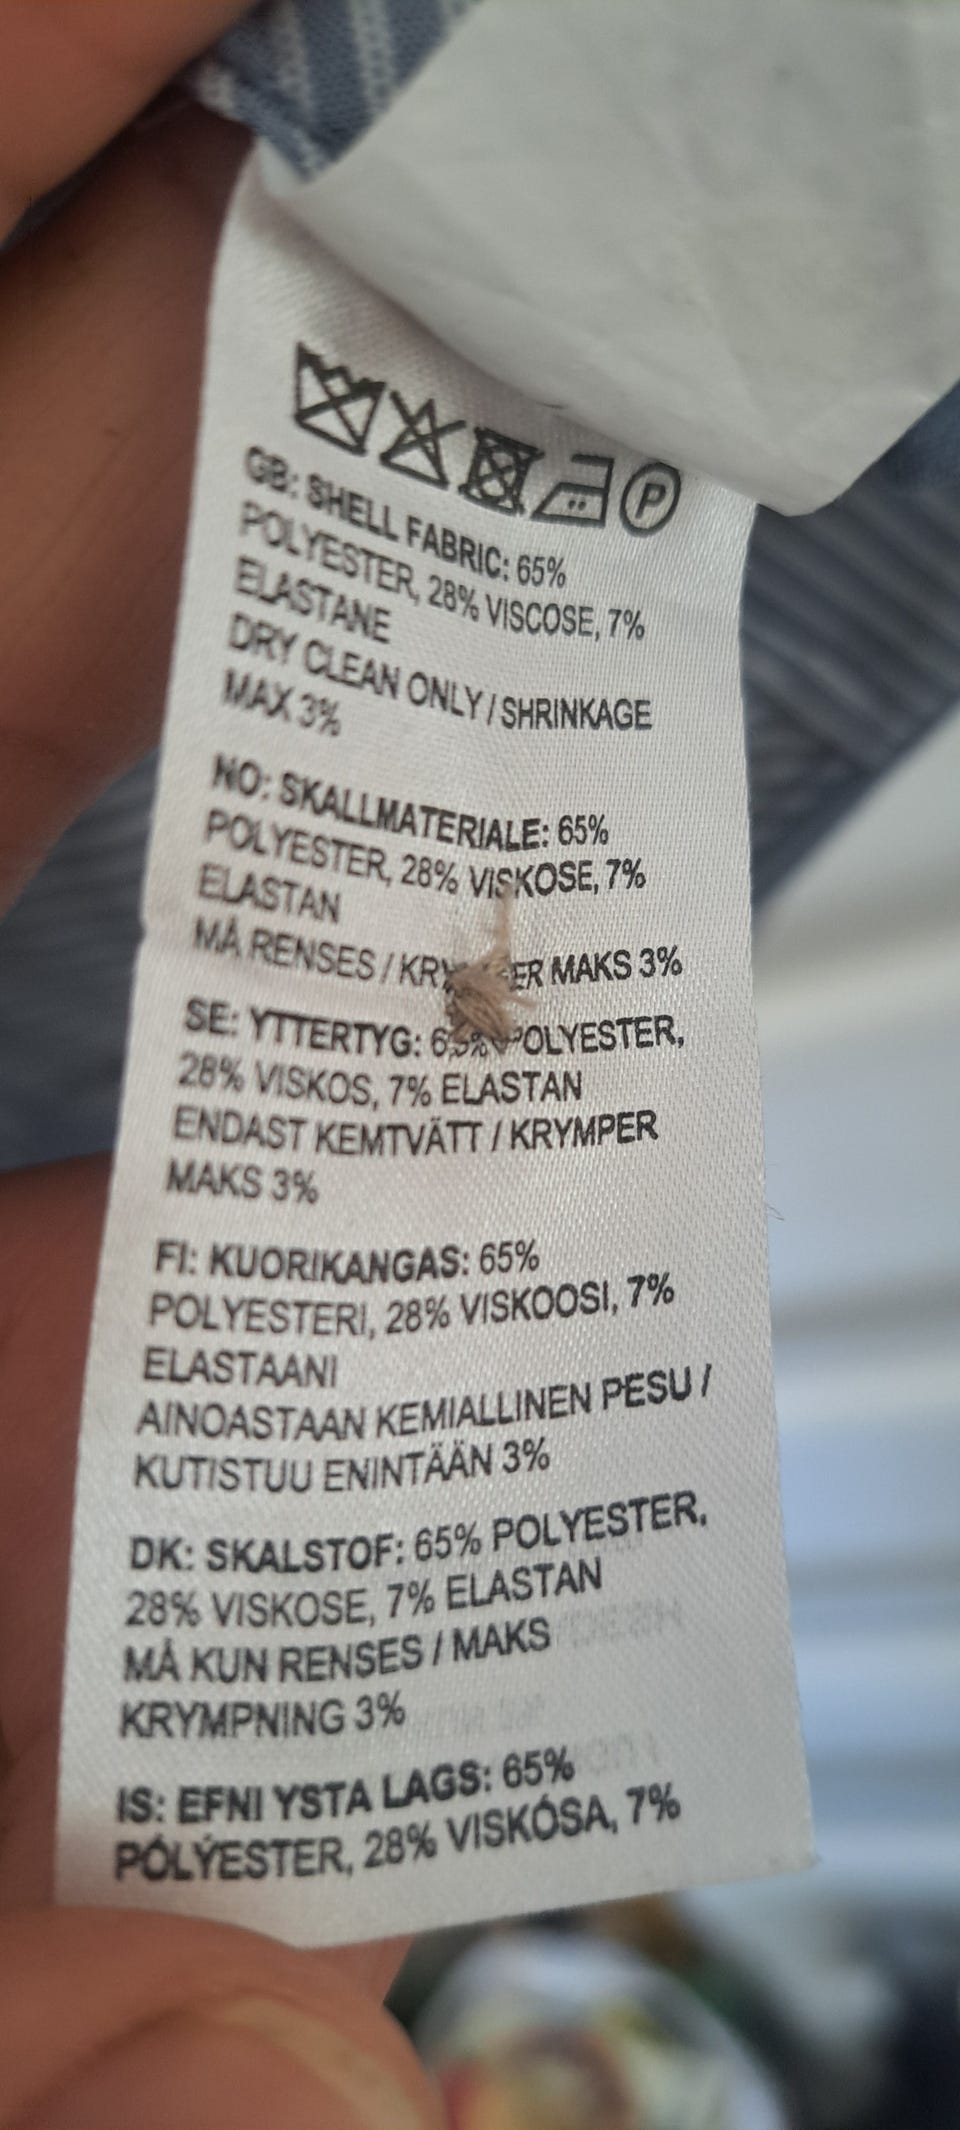 P
GB: SHELL FABRIC: 65%
POLYESTER, 28% VISCOSE, 7%
ELASTANE
DRY CLEAN ONLY / SHRINKAGE
MAX 3%
NO: SKALLMATERIALE: 65%
POLYESTER, 28% VISKOSE, 7%
ELASTAN
MÅ RENSES / MAKS 3%
SE: YTTERTYG: POLYESTER,
28% VISKOS, 7% ELASTAN
ENDAST KEMTVÄTT / KRYMPER
MAKS 3%
FI: KUORIKANGAS: 65%
POLYESTERI, 28% VISKOOSI, 7%
ELASTAANI
AINOASTAAN KEMIALLINEN PESU /
KUTISTUU ENINTÄÄN 3%
DK: SKALSTOF: 65% POLYESTER,
28% VISKOSE, 7% ELASTAN
MÅ KUN RENSES / MAKS
KRYMPNING 3%
IS: EFNI YSTA LAGS: 65%
PÓLÝESTER, 28% VISKÓSA, 7%